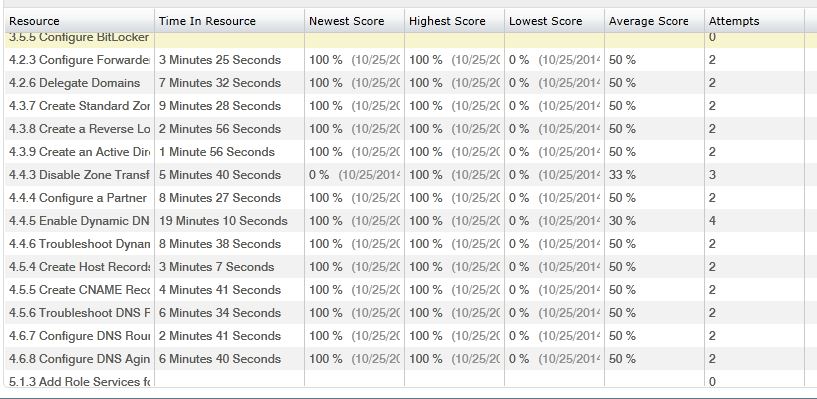 Resource Time In Resource Newest Score Highest Score Lowest Score Average Score Attempts
3.5.5 Configure BitLocker 0
4.2.3 Configure Forwarde 3 Minutes 25 Seconds 100 % (10/25/20 100 % (10/25/20 0 % (10/25/2014 50 % 2
4.2.6 Delegate Domains 7 Minutes 32 Seconds 100 % (10/25/20 100 % (10/25/20 0 % (10/25/2014 50 % 2
4.3.7 Create Standard Zor 9 Minutes 28 Seconds 100 % (10/25/20 100 % (10/25/20 0 % (10/25/2014 50 % 2
4.3.8 Create a Reverse Lo 2 Minutes 56 Seconds 100 % (10/25/20 100 % (10/25/20 0 % (10/25/2014 50 % 2
4.3.9 Create an Active Dir 1 Minute 56 Seconds 100 % (10/25/20 100 % (10/25/20 0 % (10/25/2014 50 % 2
4.4.3 Disable Zone Transf 5 Minutes 40 Seconds 0 % (10/25/2014 100 % (10/25/20 0 % (10/25/2014 33 % 3
4.4.4 Configure a Partner 8 Minutes 27 Seconds 100 % (10/25/20 100 % (10/25/20 0 % (10/25/2014 50 % 2
4.4.5 Enable Dynamic DN 19 Minutes 10 Seconds 100 % (10/25/20 100 % (10/25/20 0 % (10/25/2014 30 % 4
4.4.6 Troubleshoot Dynan 8 Minutes 38 Seconds 100 % (10/25/20 100 % (10/25/20 0 % (10/25/2014 50 % 2
4.5.4 Create Host Records 3 Minutes 7 Seconds 100 % (10/25/20 100 % (10/25/20 0 % (10/25/2014 50 % 2
4.5.5 Create CNAME Recc 4 Minutes 41 Seconds 100 % (10/25/20 100 % (10/25/20 0 % (10/25/2014 50 % 2
4.5.6 Troubleshoot DNS F 6 Minutes 34 Seconds 100 % (10/25/20 100 % (10/25/20 0 % (10/25/2014 50 % 2
4.6.7 Configure DNS Rour 2 Minutes 41 Seconds 100 % (10/25/20 100 % (10/25/20 0 % (10/25/2014 50 % 2
4.6.8 Configure DNS Agin 6 Minutes 40 Seconds 100 % (10/25/20 100 % (10/25/20 0 % (10/25/2014 50 % 2
5.1.3 Add Role Services fo 0